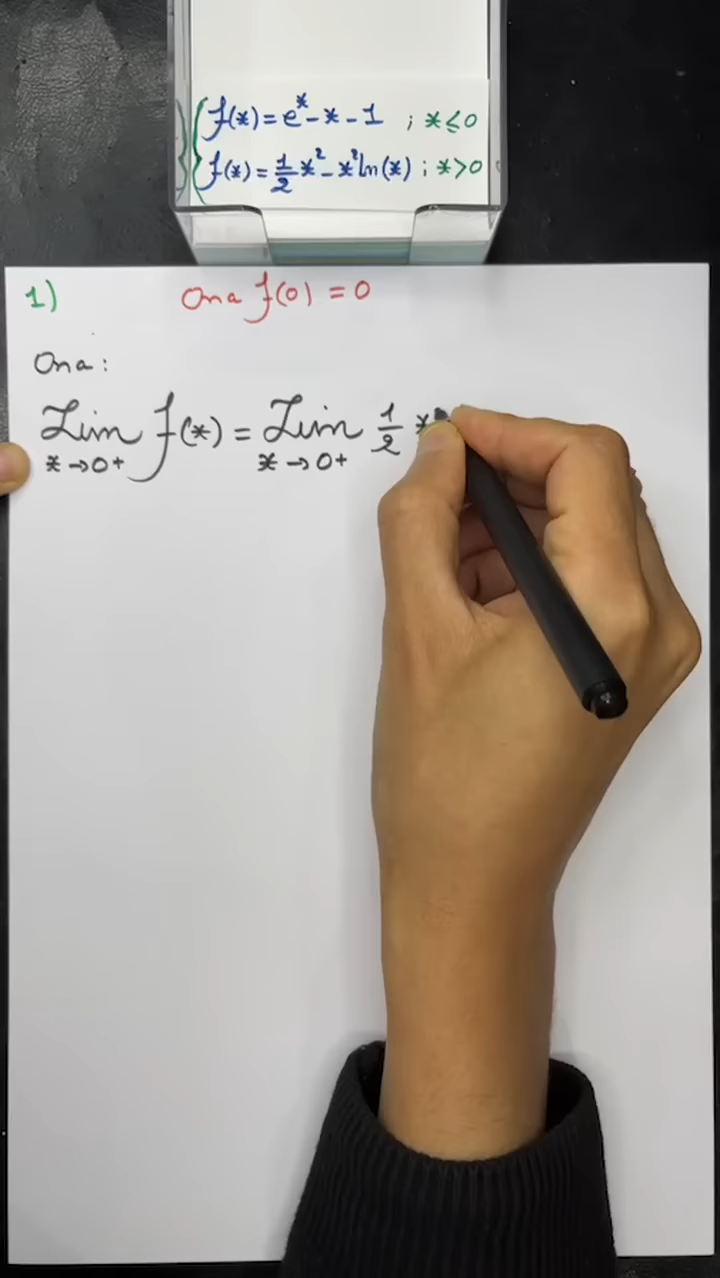 f(x) = eˣ - x - 1 ; x ≤ 0
f(x) = 1/2 x² - x² ln(x) ; x > 0
1) On a f(0) = 0
On a :
Lim f(x) = Lim 1/2 x
x → 0+ x → 0+